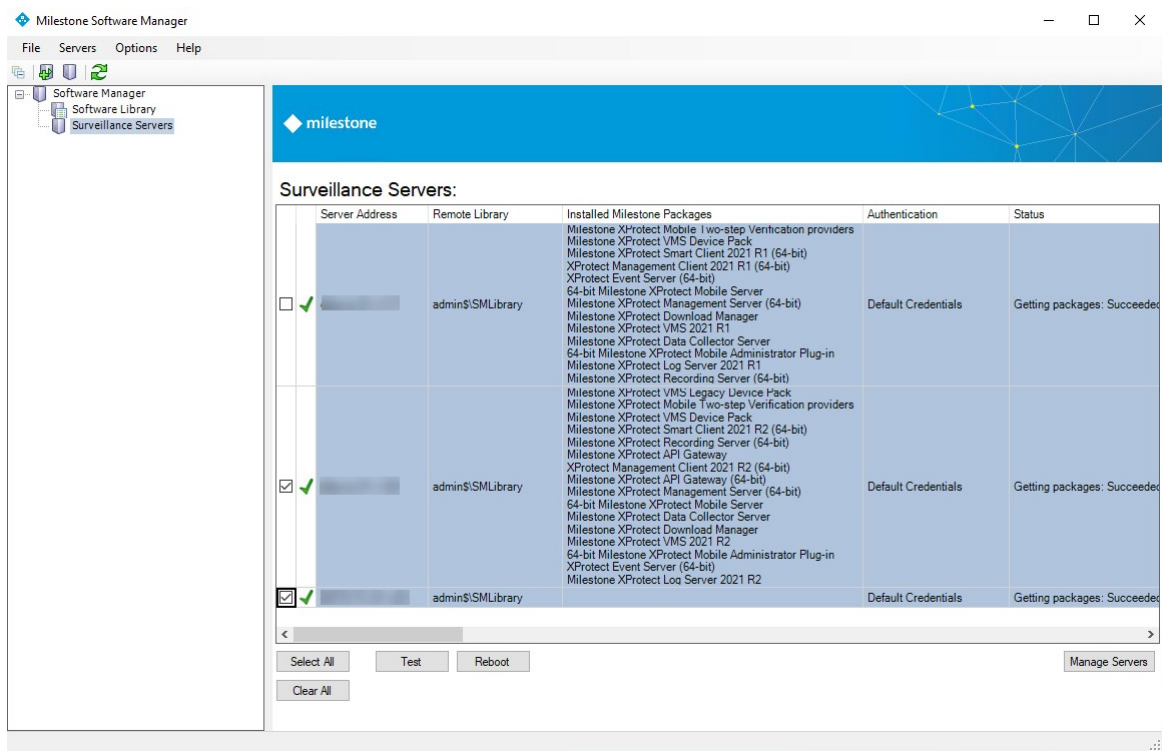 Milestone Software Manager
File Servers Options Help
Software Manager
Software Library
Surveillance Servers
milestone
Surveillance Servers:
Server Address Remote Library Installed Milestone Packages Authentication Status
Milestone XProtect Mobile Two-step Verification providers
Milestone XProtect VMS Device Pack
Milestone XProtect Smart Client 2021 R1 (64-bit)
XProtect Management Client 2021 R1 (64-bit)
XProtect Event Server (64-bit)
64-bit Milestone XProtect Mobile Server
admin$\SMLibrary Milestone XProtect Management Server (64-bit) Default Credentials Getting packages: Succeeded
Milestone XProtect Download Manager
Milestone XProtect VMS 2021 R1
Milestone XProtect Data Collector Server
64-bit Milestone XProtect Mobile Administrator Plug-in
Milestone XProtect Log Server 2021 R1
Milestone XProtect Recording Server (64-bit)
Milestone XProtect VMS Legacy Device Pack
Milestone XProtect Mobile Two-step Verification providers
Milestone XProtect VMS Device Pack
Milestone XProtect Smart Client 2021 R2 (64-bit)
Milestone XProtect Recording Server (64-bit)
Milestone XProtect API Gateway
XProtect Management Client 2021 R2 (64-bit)
Milestone XProtect API Gateway (64-bit)
admin$\SMLibrary Milestone XProtect Management Server (64-bit) Default Credentials Getting packages: Succeeded
64-bit Milestone XProtect Mobile Server
Milestone XProtect Data Collector Server
Milestone XProtect Download Manager
Milestone XProtect VMS 2021 R2
64-bit Milestone XProtect Mobile Administrator Plug-in
XProtect Event Server (64-bit)
Milestone XProtect Log Server 2021 R2
admin$\SMLibrary Default Credentials Getting packages: Succeeded
Select All Test Reboot Manage Servers
Clear All